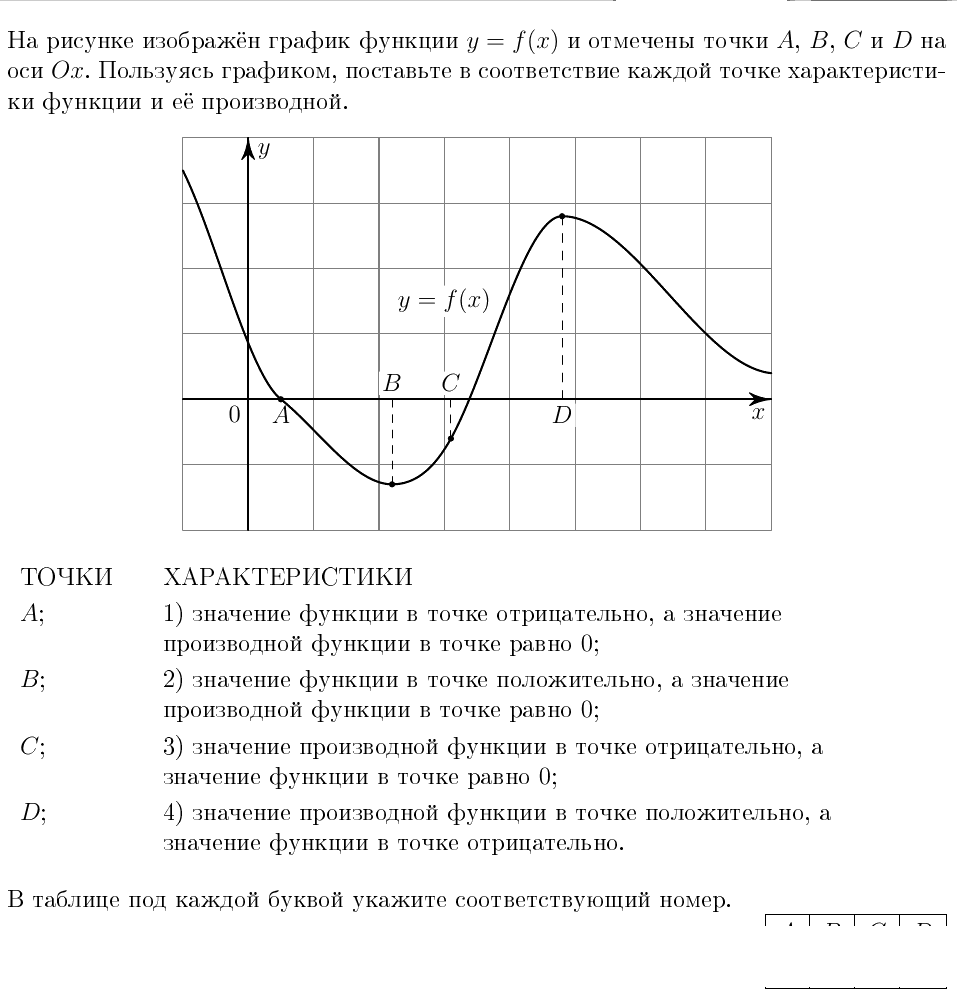 На рисунке изображён график функции y = f(x) и отмечены точки A, B, C и D на
оси Ox. Пользуясь графиком, поставьте в соответствие каждой точке характеристи-
ки функции и её производной.
y
y = f(x)
B
C
0
A
D
x
ТОЧКИ ХАРАКТЕРИСТИКИ
A; 1) значение функции в точке отрицательно, а значение
производной функции в точке равно 0;
B; 2) значение функции в точке положительно, а значение
производной функции в точке равно 0;
C; 3) значение производной функции в точке отрицательно, а
значение функции в точке равно 0;
D; 4) значение производной функции в точке положительно, а
значение функции в точке отрицательно.
В таблице под каждой буквой укажите соответствующий номер.